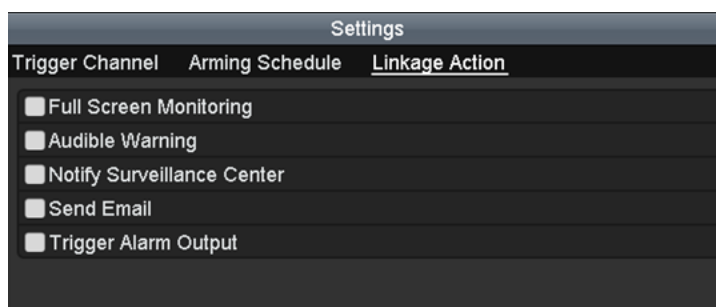 Settings
Trigger Channel Arming Schedule Linkage Action
Full Screen Monitoring
Audible Warning
Notify Surveillance Center
Send Email
Trigger Alarm Output